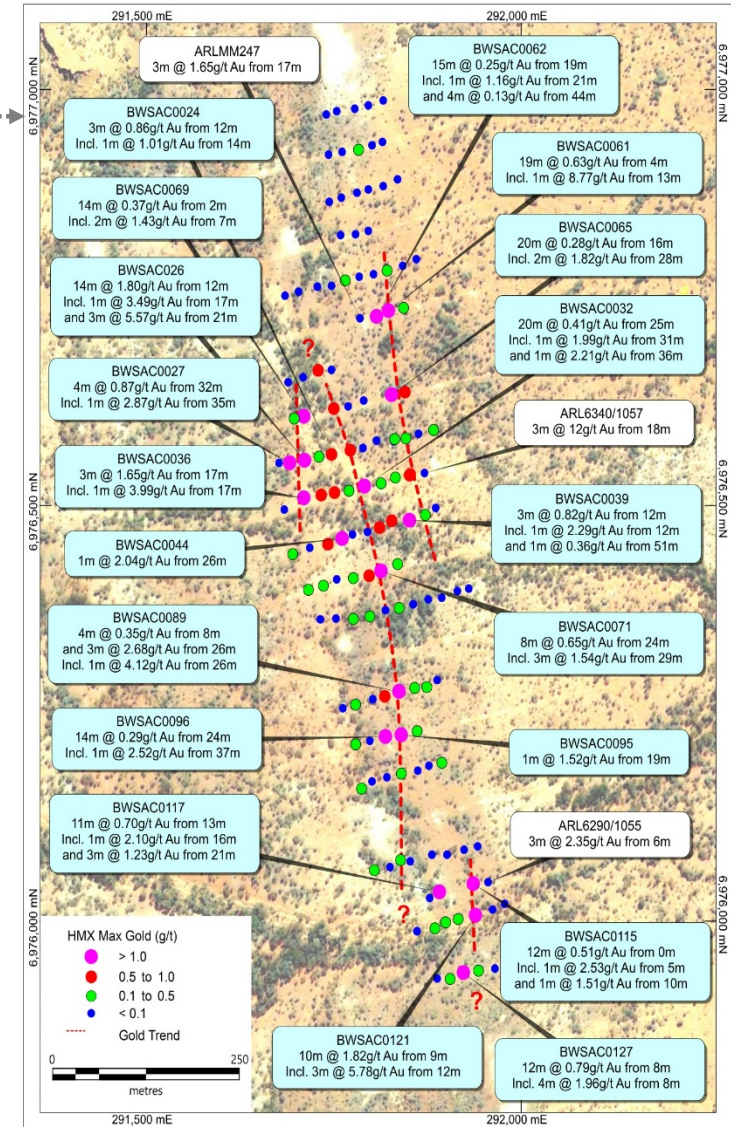 291,500 mE
292,000 mE
6,977,000 mN
6,977,000 mN
ARLMM247
3m @ 1.65g/t Au from 17m
BWSAC0062
15m @ 0.25g/t Au from 19m
Incl. 1m @ 1.16g/t Au from 21m
and 4m @ 0.13g/t Au from 44m
BWSAC0024
3m @ 0.86g/t Au from 12m
Incl. 1m @ 1.01g/t Au from 14m
BWSAC0061
19m @ 0.63g/t Au from 4m
Incl. 1m @ 8.77g/t Au from 13m
BWSAC0069
14m @ 0.37g/t Au from 2m
Incl. 2m @ 1.43g/t Au from 7m
BWSAC0065
20m @ 0.28g/t Au from 16m
Incl. 2m @ 1.82g/t Au from 28m
BWSAC026
14m @ 1.80g/t Au from 12m
Incl. 1m @ 3.49g/t Au from 17m
and 3m @ 5.57g/t Au from 21m
BWSAC0032
20m @ 0.41g/t Au from 25m
Incl. 1m @ 1.99g/t Au from 31m
and 1m @ 2.21g/t Au from 36m
?
BWSAC0027
4m @ 0.87g/t Au from 32m
Incl. 1m @ 2.87g/t Au from 35m
ARL6340/1057
3m @ 12g/t Au from 18m
BWSAC0036
3m @ 1.65g/t Au from 17m
Incl. 1m @ 3.99g/t Au from 17m
6,976,500 mN
6,976,500 mN
BWSAC0039
3m @ 0.82g/t Au from 12m
Incl. 1m @ 2.29g/t Au from 12m
and 1m @ 0.36g/t Au from 51m
BWSAC0044
1m @ 2.04g/t Au from 26m
BWSAC0089
4m @ 0.35g/t Au from 8m
and 3m @ 2.68g/t Au from 26m
Incl. 1m @ 4.12g/t Au from 26m
BWSAC0071
8m @ 0.65g/t Au from 24m
Incl. 3m @ 1.54g/t Au from 29m
BWSAC0096
14m @ 0.29g/t Au from 24m
Incl. 1m @ 2.52g/t Au from 37m
BWSAC0095
1m @ 1.52g/t Au from 19m
BWSAC0117
11m @ 0.70g/t Au from 13m
Incl. 1m @ 2.10g/t Au from 16m
and 3m @ 1.23g/t Au from 21m
ARL6290/1055
3m @ 2.35g/t Au from 6m
6,976,000 mN
6,976,000 mN
?
BWSAC0115
12m @ 0.51g/t Au from 0m
Incl. 1m @ 2.53g/t Au from 5m
and 1m @ 1.51g/t Au from 10m
?
HMX Max Gold (g/t)
> 1.0
0.5 to 1.0
0.1 to 0.5
< 0.1
Gold Trend
0
250
metres
BWSAC0121
10m @ 1.82g/t Au from 9m
Incl. 3m @ 5.78g/t Au from 12m
BWSAC0127
12m @ 0.79g/t Au from 8m
Incl. 4m @ 1.96g/t Au from 8m
291,500 mE
292,000 mE